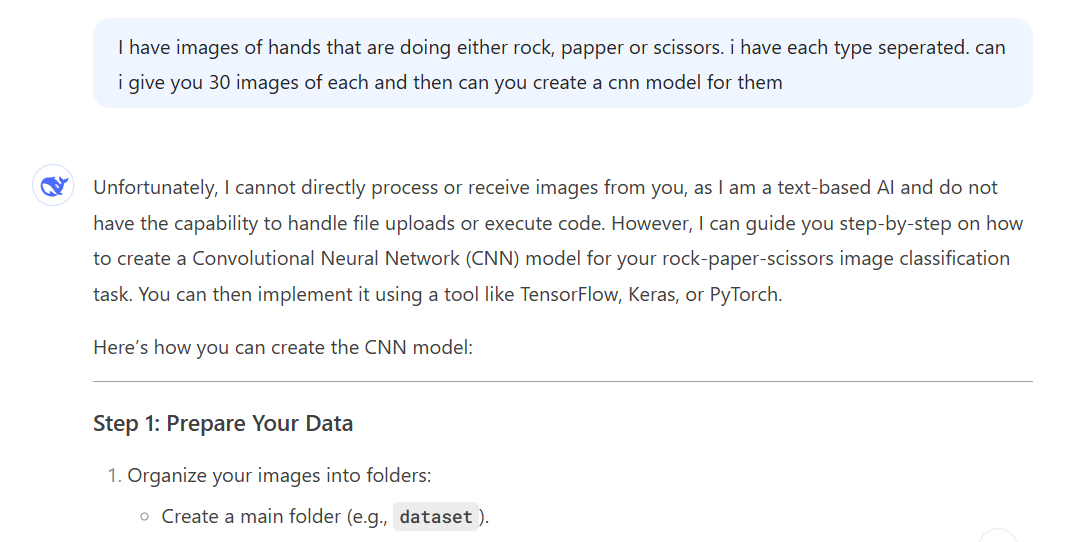 I have images of hands that are doing either rock, papper or scissors. i have each type seperated. can
i give you 30 images of each and then can you create a cnn model for them
Unfortunately, I cannot directly process or receive images from you, as I am a text-based AI and do not
have the capability to handle file uploads or execute code. However, I can guide you step-by-step on how
to create a Convolutional Neural Network (CNN) model for your rock-paper-scissors image classification
task. You can then implement it using a tool like TensorFlow, Keras, or PyTorch.
Here’s how you can create the CNN model:
Step 1: Prepare Your Data
1. Organize your images into folders:
○ Create a main folder (e.g., dataset).